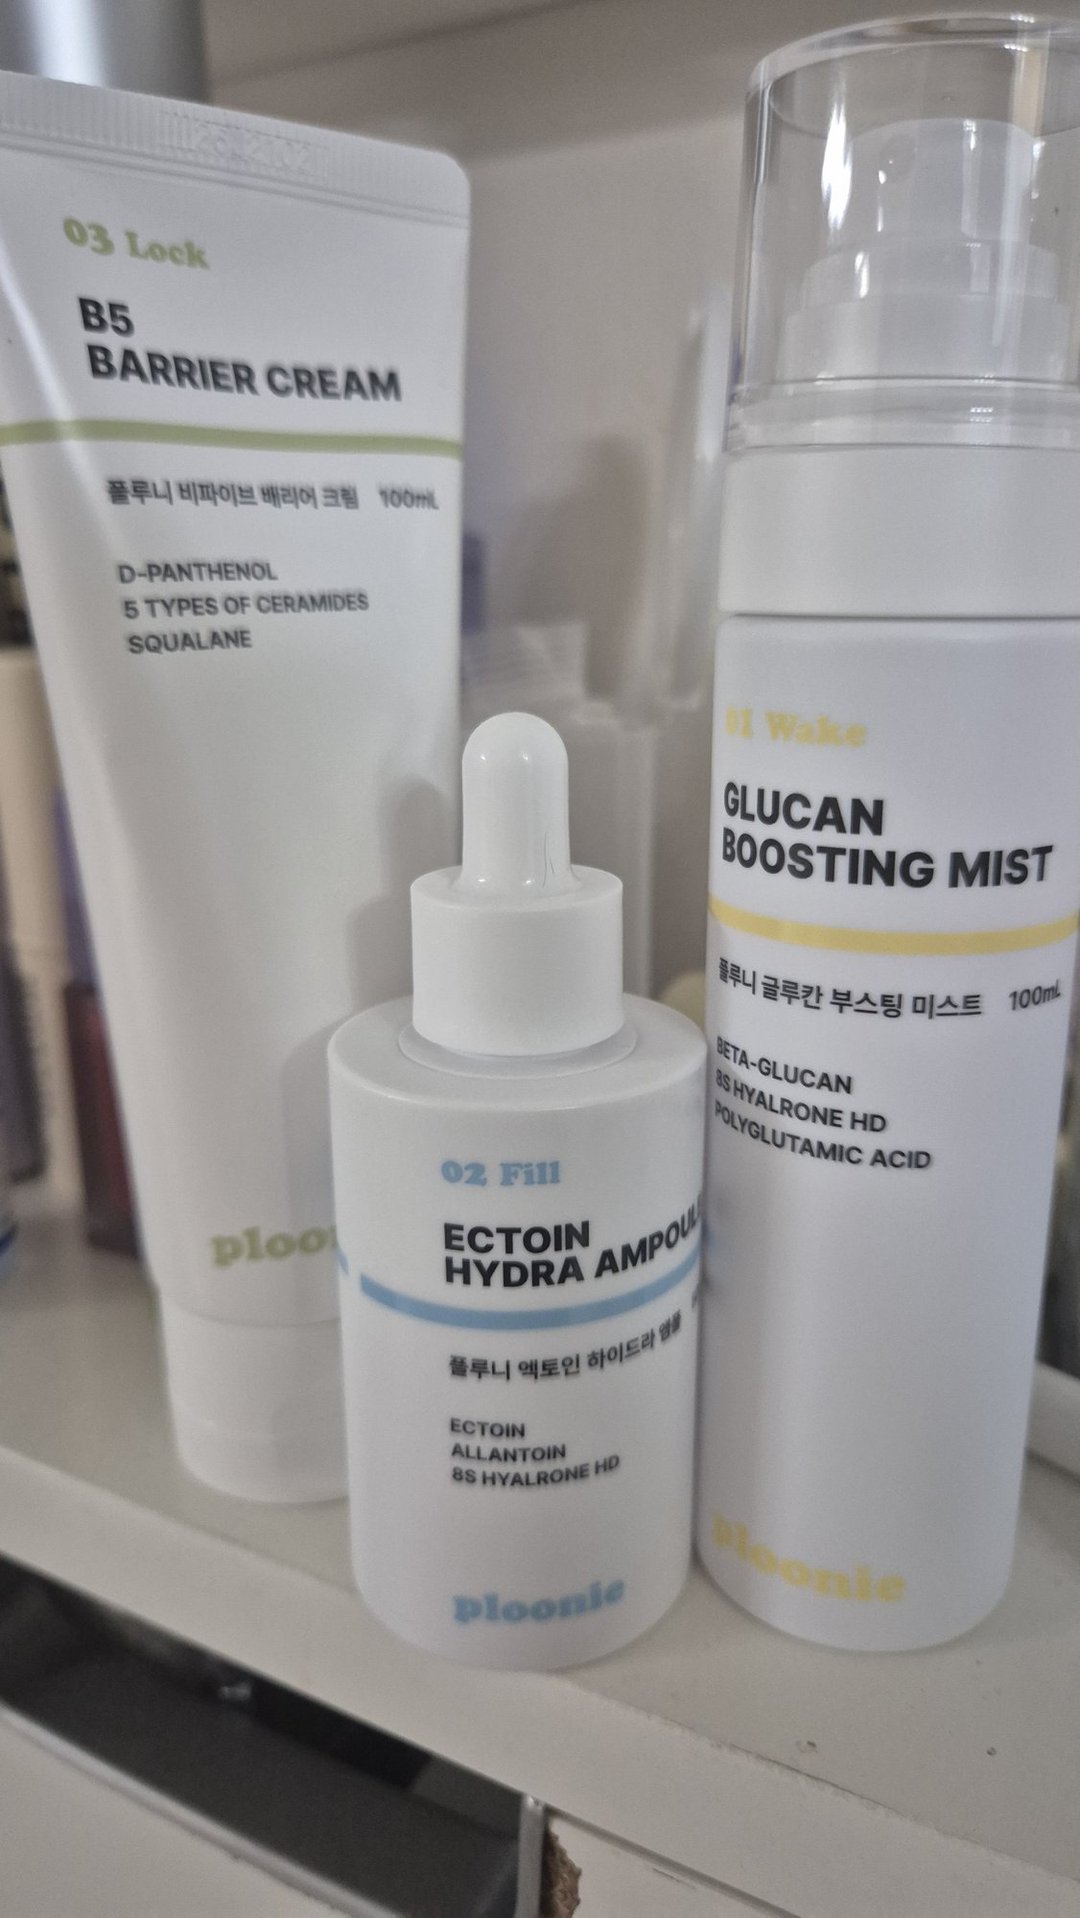 03 Lock
B5
BARRIER CREAM
플루니 비파이브 배리어 크림 100mL
D-PANTHENOL
5 TYPES OF CERAMIDES
SQUALANE
02 Fill
ECTOIN
HYDRA AMPOULE
플루니 엑토인 하이드라 앰플
ECTOIN
ALLANTOIN
8S HYALRONE HD
ploonie
01 Wake
GLUCAN
BOOSTING MIST
플루니 글루칸 부스팅 미스트 100mL
BETA-GLUCAN
8S HYALRONE HD
POLYGLUTAMIC ACID
ploonie